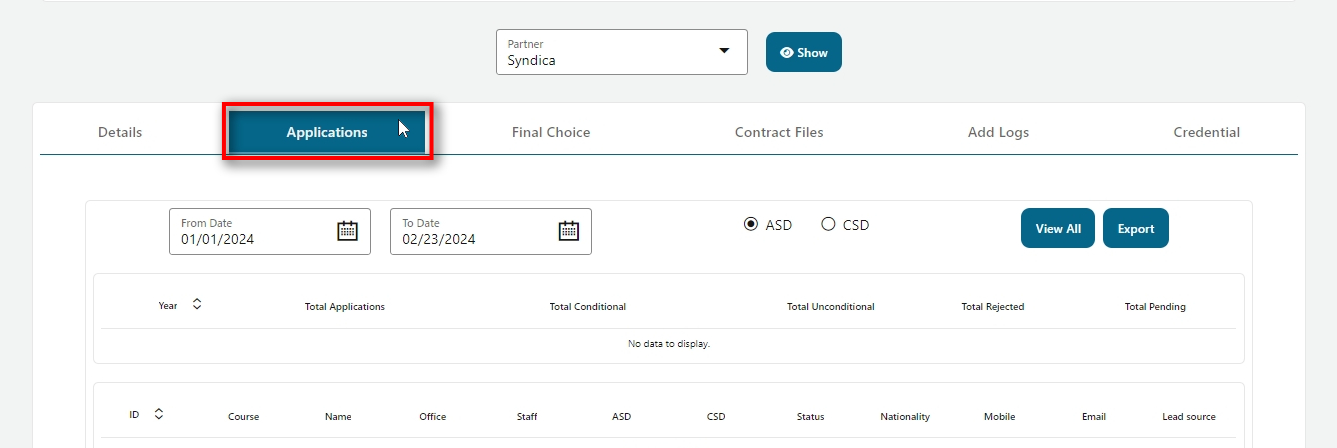 Partner
Syndica
Show
Details Applications Final Choice Contract Files Add Logs Credential
From Date
01/01/2024
To Date
02/23/2024
ASD CSD
View All Export
Year Total Applications Total Conditional Total Unconditional Total Rejected Total Pending
No data to display.
ID Course Name Office Staff ASD CSD Status Nationality Mobile Email Lead source